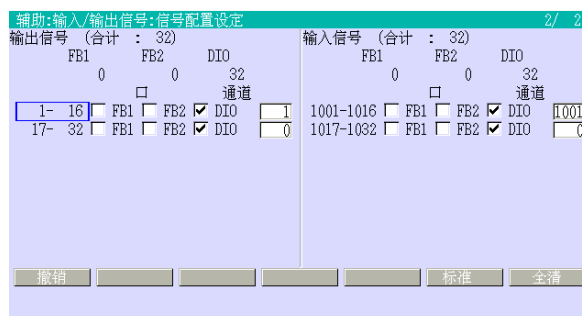 辅助:输入/输出信号:信号配置设定 2/ 2
输出信号 (合计 : 32) 输入信号 (合计 : 32)
FB1 FB2 DIO FB1 FB2 DIO
0 0 32 0 0 32
口 通道 口 通道
1- 16 FB1 FB2 DIO 1 1001-1016 FB1 FB2 DIO 1001
17- 32 FB1 FB2 DIO 0 1017-1032 FB1 FB2 DIO 0
撤销 标准 全清